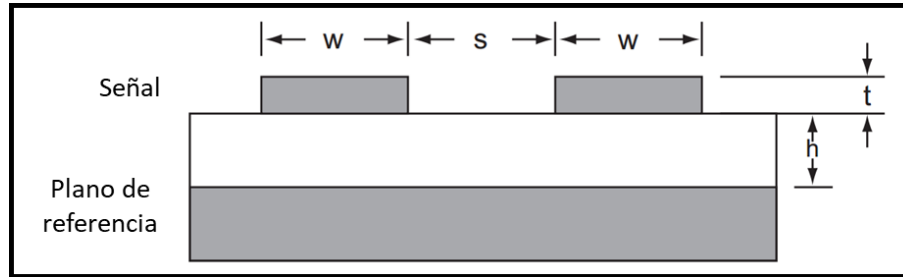 w s w
Señal
t
h
Plano de
referencia